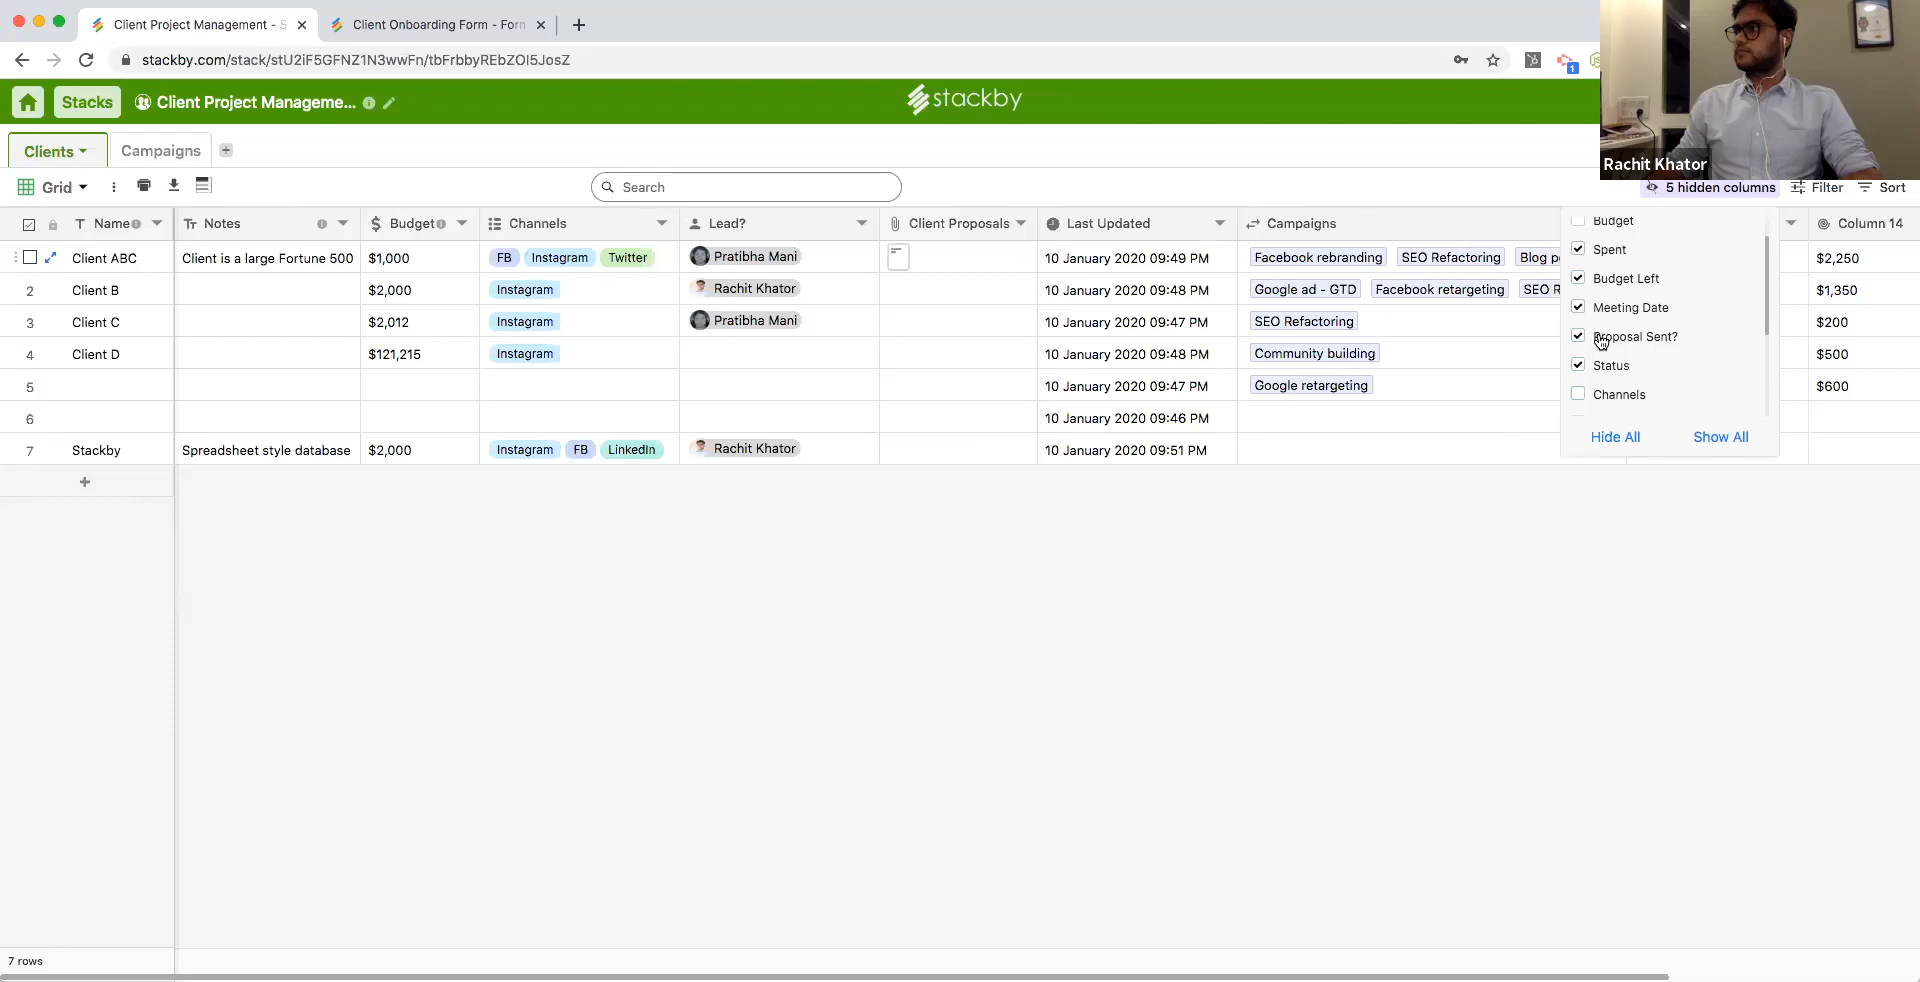 Client Project Management - S
Client Onboarding Form - Forn
stackby.com/stack/stU2iF5GFNZ1N3wwFn/tbFrbbyREbZOI5JosZ
1
Stacks
Client Project Manageme...
stackby
Rachit Khator
Clients
Campaigns
Grid
Search
5 hidden columns
Filter
Sort
Name
Notes
Budget
Channels
Lead?
Client Proposals
Last Updated
Campaigns
Column 14
Client ABC
Client is a large Fortune 500
$1,000
FB
Instagram
Twitter
Pratibha Mani
10 January 2020 09:49 PM
Facebook rebranding
SEO Refactoring
Blog p
$2,250
2
Client B
$2,000
Instagram
Rachit Khator
10 January 2020 09:48 PM
Google ad - GTD
Facebook retargeting
SEO R
$1,350
3
Client C
$2,012
Instagram
Pratibha Mani
10 January 2020 09:47 PM
SEO Refactoring
$200
4
Client D
$121,215
Instagram
10 January 2020 09:48 PM
Community building
$500
5
10 January 2020 09:47 PM
Google retargeting
$600
6
10 January 2020 09:46 PM
7
Stackby
Spreadsheet style database
$2,000
Instagram
FB
LinkedIn
Rachit Khator
10 January 2020 09:51 PM
Budget
Spent
Budget Left
Meeting Date
Proposal Sent?
Status
Channels
Hide All
Show All
7 rows